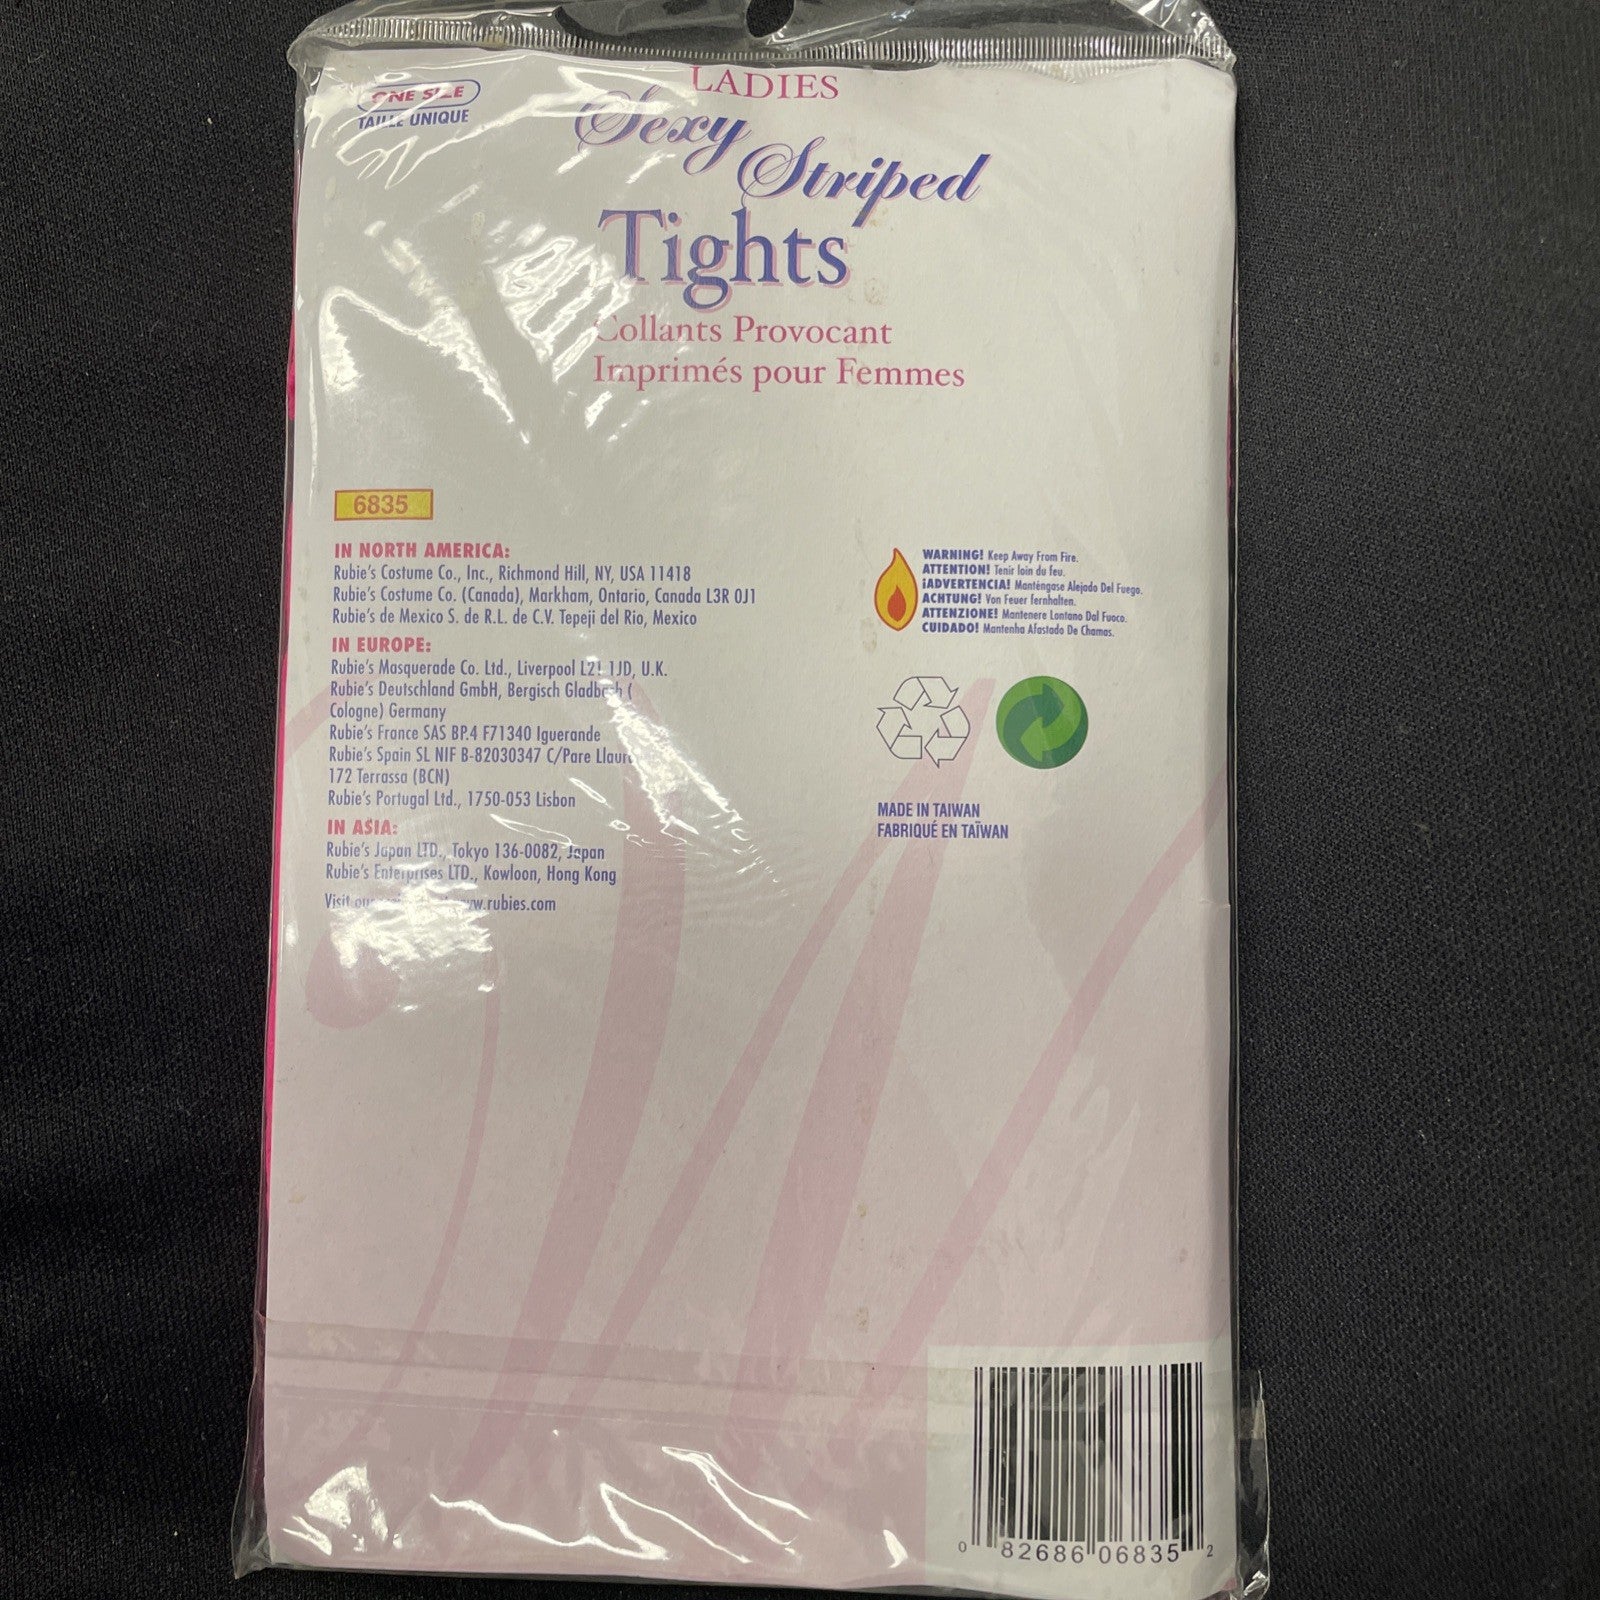 ONE SIZE
TAILLE UNIQUE
LADIES
Sexy
Striped
Tights
Collants Provocant
Imprimés pour Femmes
6835
IN NORTH AMERICA:
Rubie's Costume Co., Inc., Richmond Hill, NY, USA 11418
Rubie's Costume Co. (Canada), Markham, Ontario, Canada L3R 0J1
Rubie's de Mexico S. de R.L. de C.V. Tepeji del Rio, Mexico
IN EUROPE:
Rubie's Masquerade Co. Ltd., Liverpool 1JD, U.K.
Rubie's Deutschland GmbH, Bergisch Gladbach (
Cologne) Germany
Rubie's France SAS BP.4 F71340 Iguerande
Rubie's Spain SL NIF B-82030347 C/Pare
172 Terrassa (BCN)
Rubie's Portugal Ltd., 1750-053 Lisbon
IN ASIA:
Rubie's Japan LTD., Tokyo 136-0082, Japan
Rubie's Enterprises LTD., Kowloon, Hong Kong
Visit w.rubies.com
WARNING! Keep Away From Fire.
ATTENTION! Tenir loin du feu.
¡ADVERTENCIA! Manténgase Alejado Del Fuego.
ACHTUNG! Von Feuer fernhalten.
ATTENZIONE! Mantenere Lontano Dal Fuoco.
CUIDADO! Mantenha Afastado De Chamas.
MADE IN TAIWAN
FABRIQUÉ EN TAÏWAN
0 82686 06835 2